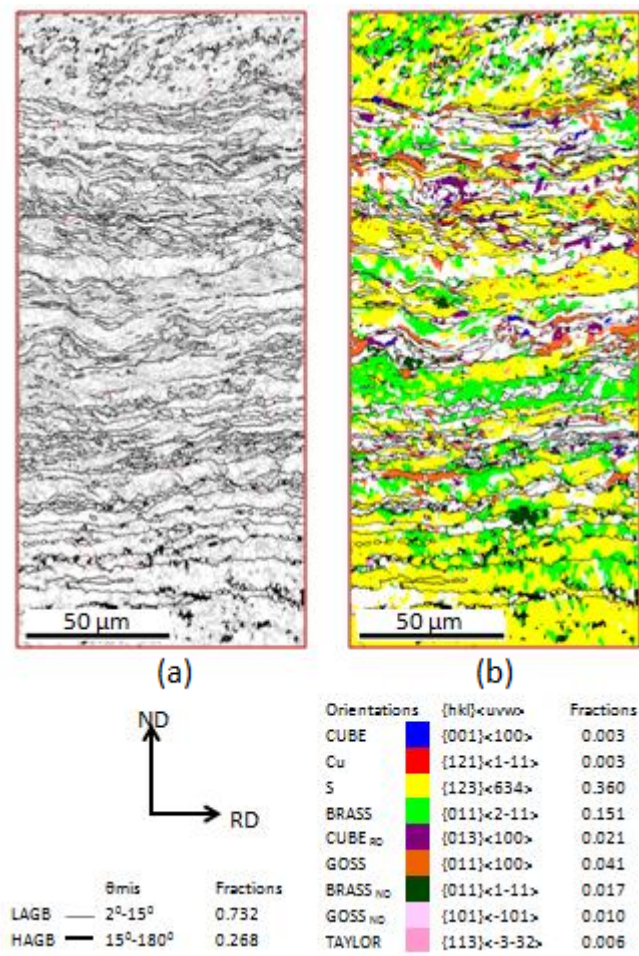 50 µm
50 µm
(a)
(b)
ND
RD
θmis Fractions
LAGB 2⁰-15⁰ 0.732
HAGB 15⁰-180⁰ 0.268
Orientations {hkl}<uvw> Fractions
CUBE {001}<100> 0.003
Cu {121}<1-11> 0.003
S {123}<634> 0.360
BRASS {011}<2-11> 0.151
CUBE RD {013}<100> 0.021
GOSS {011}<100> 0.041
BRASS ND {011}<1-11> 0.017
GOSS ND {101}<-101> 0.010
TAYLOR {113}<-3-32> 0.006